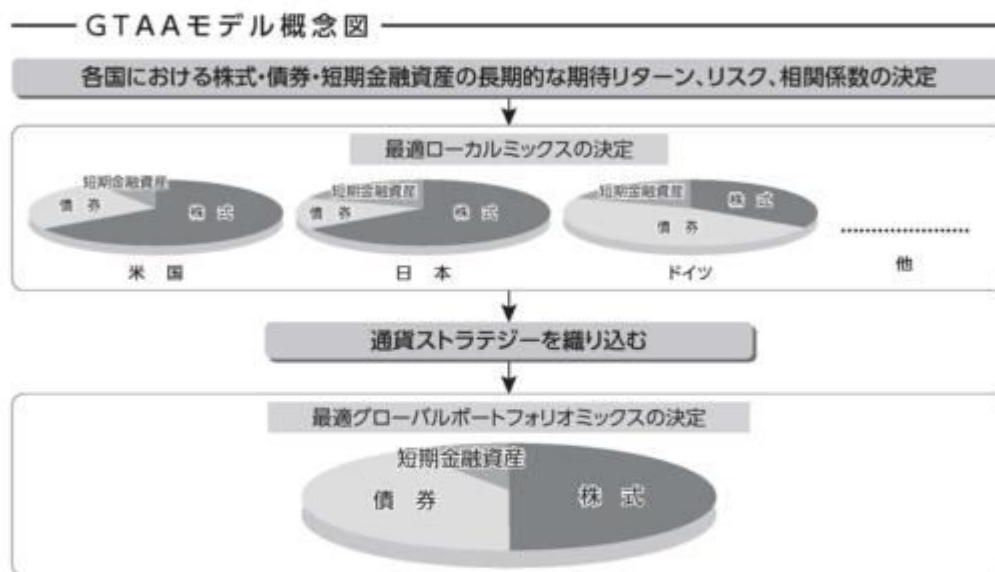 GTAAモデル概念図
各国における株式・債券・短期金融資産の長期的な期待リターン、リスク、相関係数の決定
最適ローカルミックスの決定
短期金融資産
債券
株式
米国
短期金融資産
債券
株式
日本
短期金融資産
株式
債券
ドイツ
他
通貨ストラテジーを織り込む
最適グローバルポートフォリオミックスの決定
短期金融資産
債券
株式